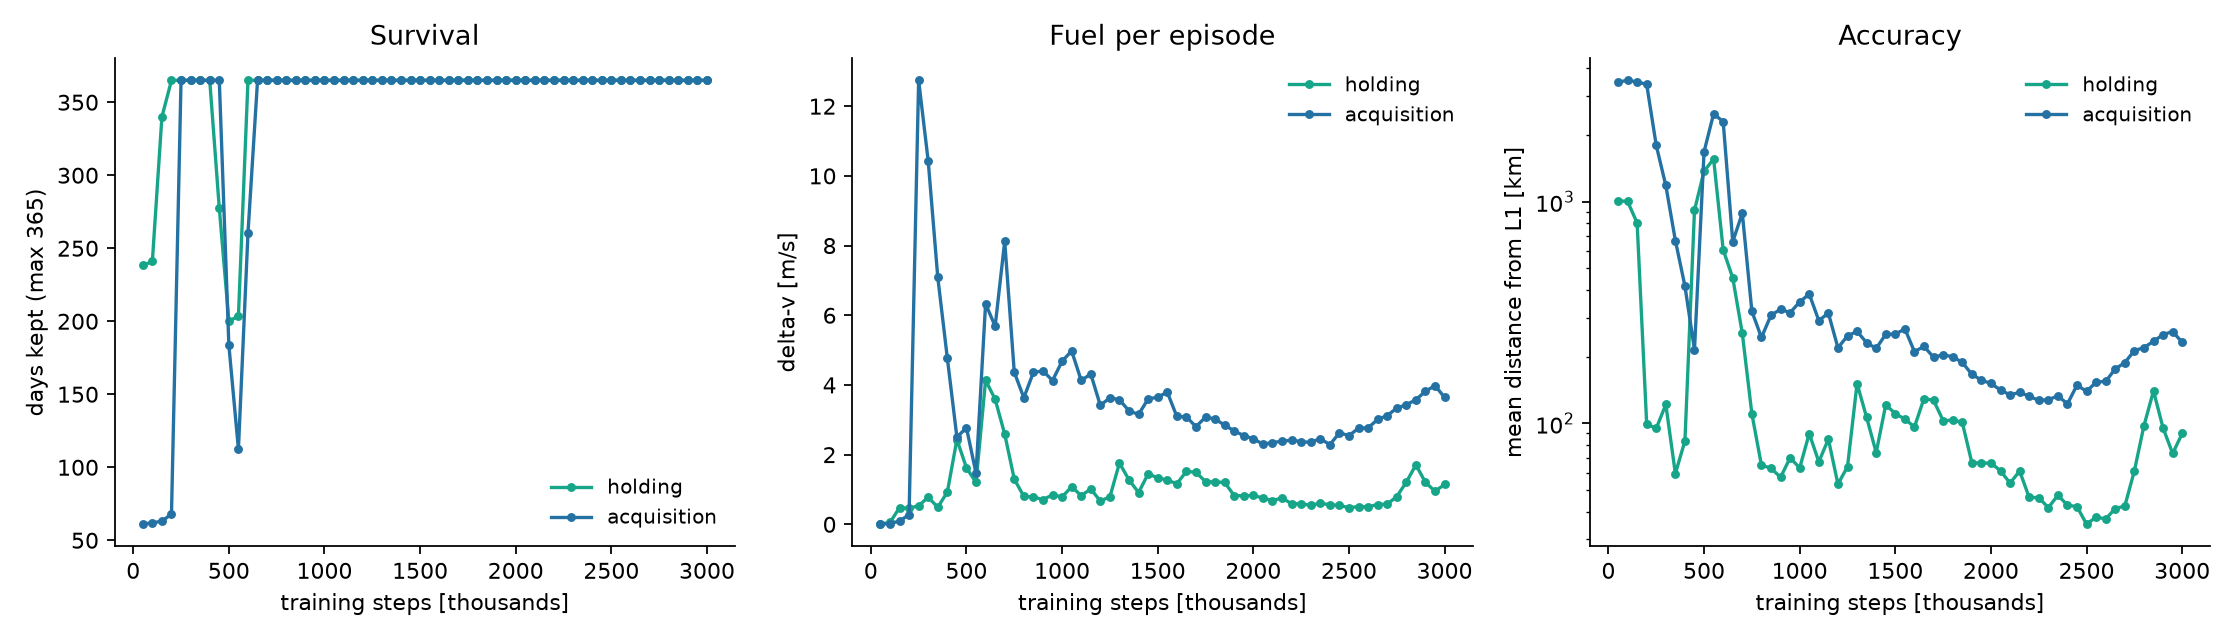 Survival
days kept (max 365)
350
300
250
200
150
100
50
0
500
1000
1500
2000
2500
3000
training steps [thousands]
holding
acquisition
Fuel per episode
delta-v [m/s]
12
10
8
6
4
2
0
0
500
1000
1500
2000
2500
3000
training steps [thousands]
holding
acquisition
Accuracy
mean distance from L1 [km]
10³
10²
0
500
1000
1500
2000
2500
3000
training steps [thousands]
holding
acquisition